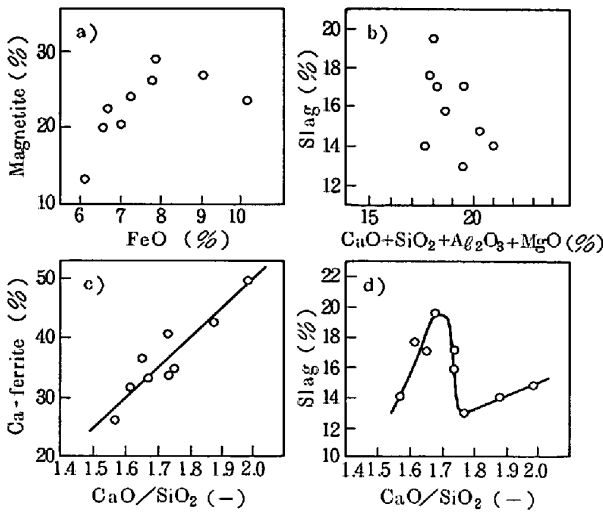 a)
Magnetite (%)
30
20
10
6 7 8 9 10
FeO (%)
b)
Slag (%)
20
18
16
14
12
15 20
CaO+SiO₂+Aℓ₂O₃+MgO(%)
c)
Ca-ferrite (%)
50
40
30
20
1.4 1.5 1.6 1.7 1.8 1.9 2.0
CaO/SiO₂ (-)
d)
Slag (%)
22
20
18
16
14
12
10
1.4 1.5 1.6 1.7 1.8 1.9 2.0
CaO/SiO₂ (-)